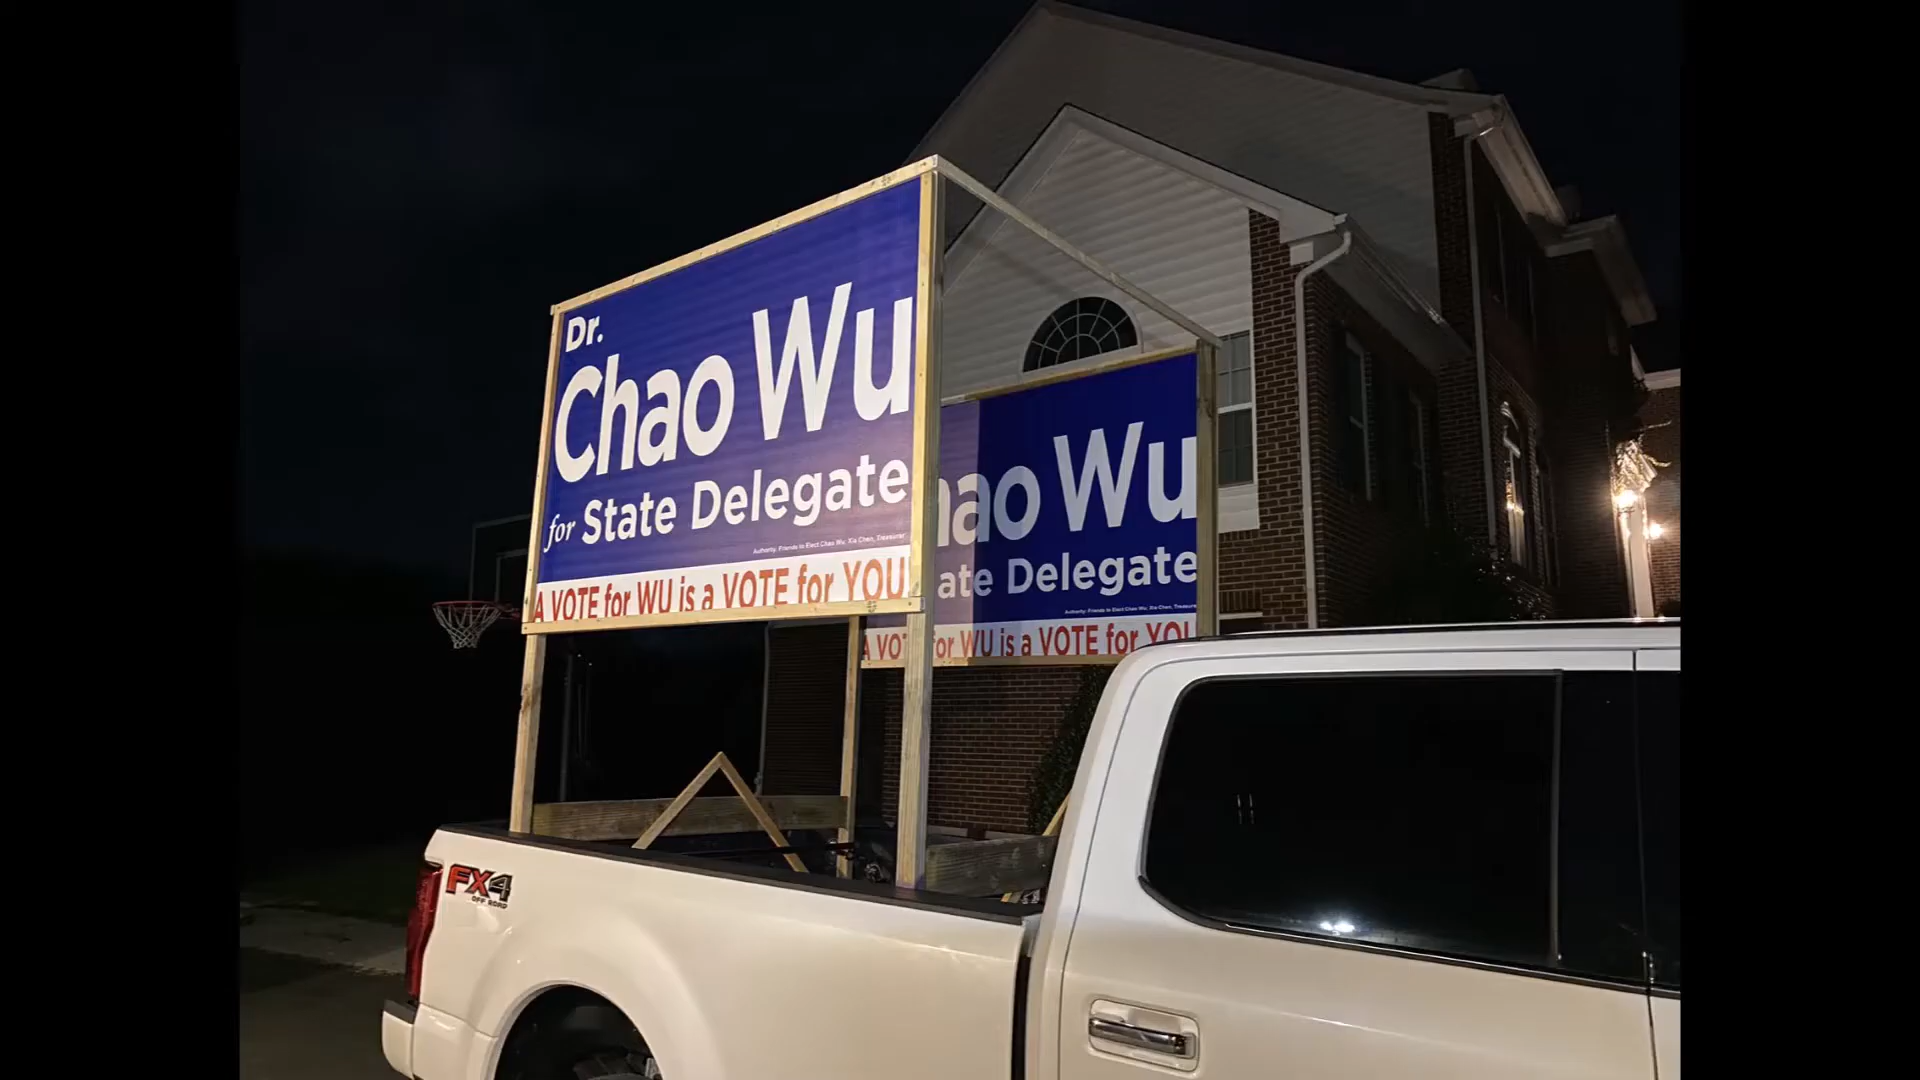 Dr.
Chao Wu
for State Delegate
Authority: Friends to Elect Chao Wu, Xia Chen, Treasurer
A VOTE for WU is a VOTE for YOU!
hao Wu
ate Delegate
Authority: Friends to Elect Chao Wu, Xia Chen, Treasurer
A VOT for WU is a VOTE for YOU
FX4
OFF ROAD